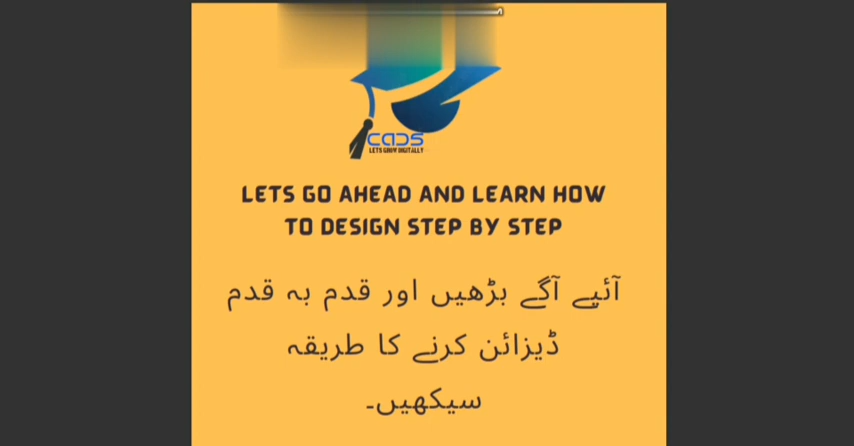 CADS
LETS GROW DIGITALLY
LETS GO AHEAD AND LEARN HOW
TO DESIGN STEP BY STEP
آئیے آگے بڑھیں اور قدم بہ قدم
ڈیزائن کرنے کا طریقہ
سیکھیں۔